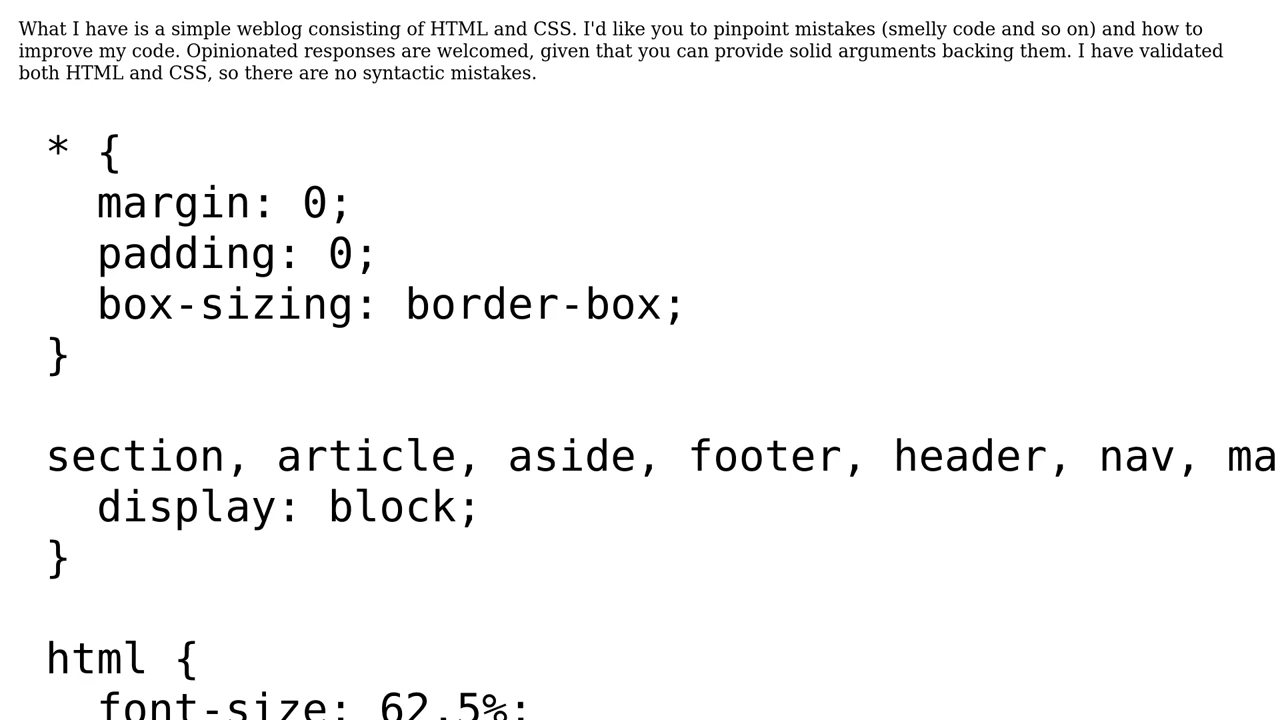 What I have is a simple weblog consisting of HTML and CSS. I'd like you to pinpoint mistakes (smelly code and so on) and how to
improve my code. Opinionated responses are welcomed, given that you can provide solid arguments backing them. I have validated
both HTML and CSS, so there are no syntactic mistakes.
* {
  margin: 0;
  padding: 0;
  box-sizing: border-box;
}
section, article, aside, footer, header, nav, ma
  display: block;
}
html {
  font-size: 62.5%;